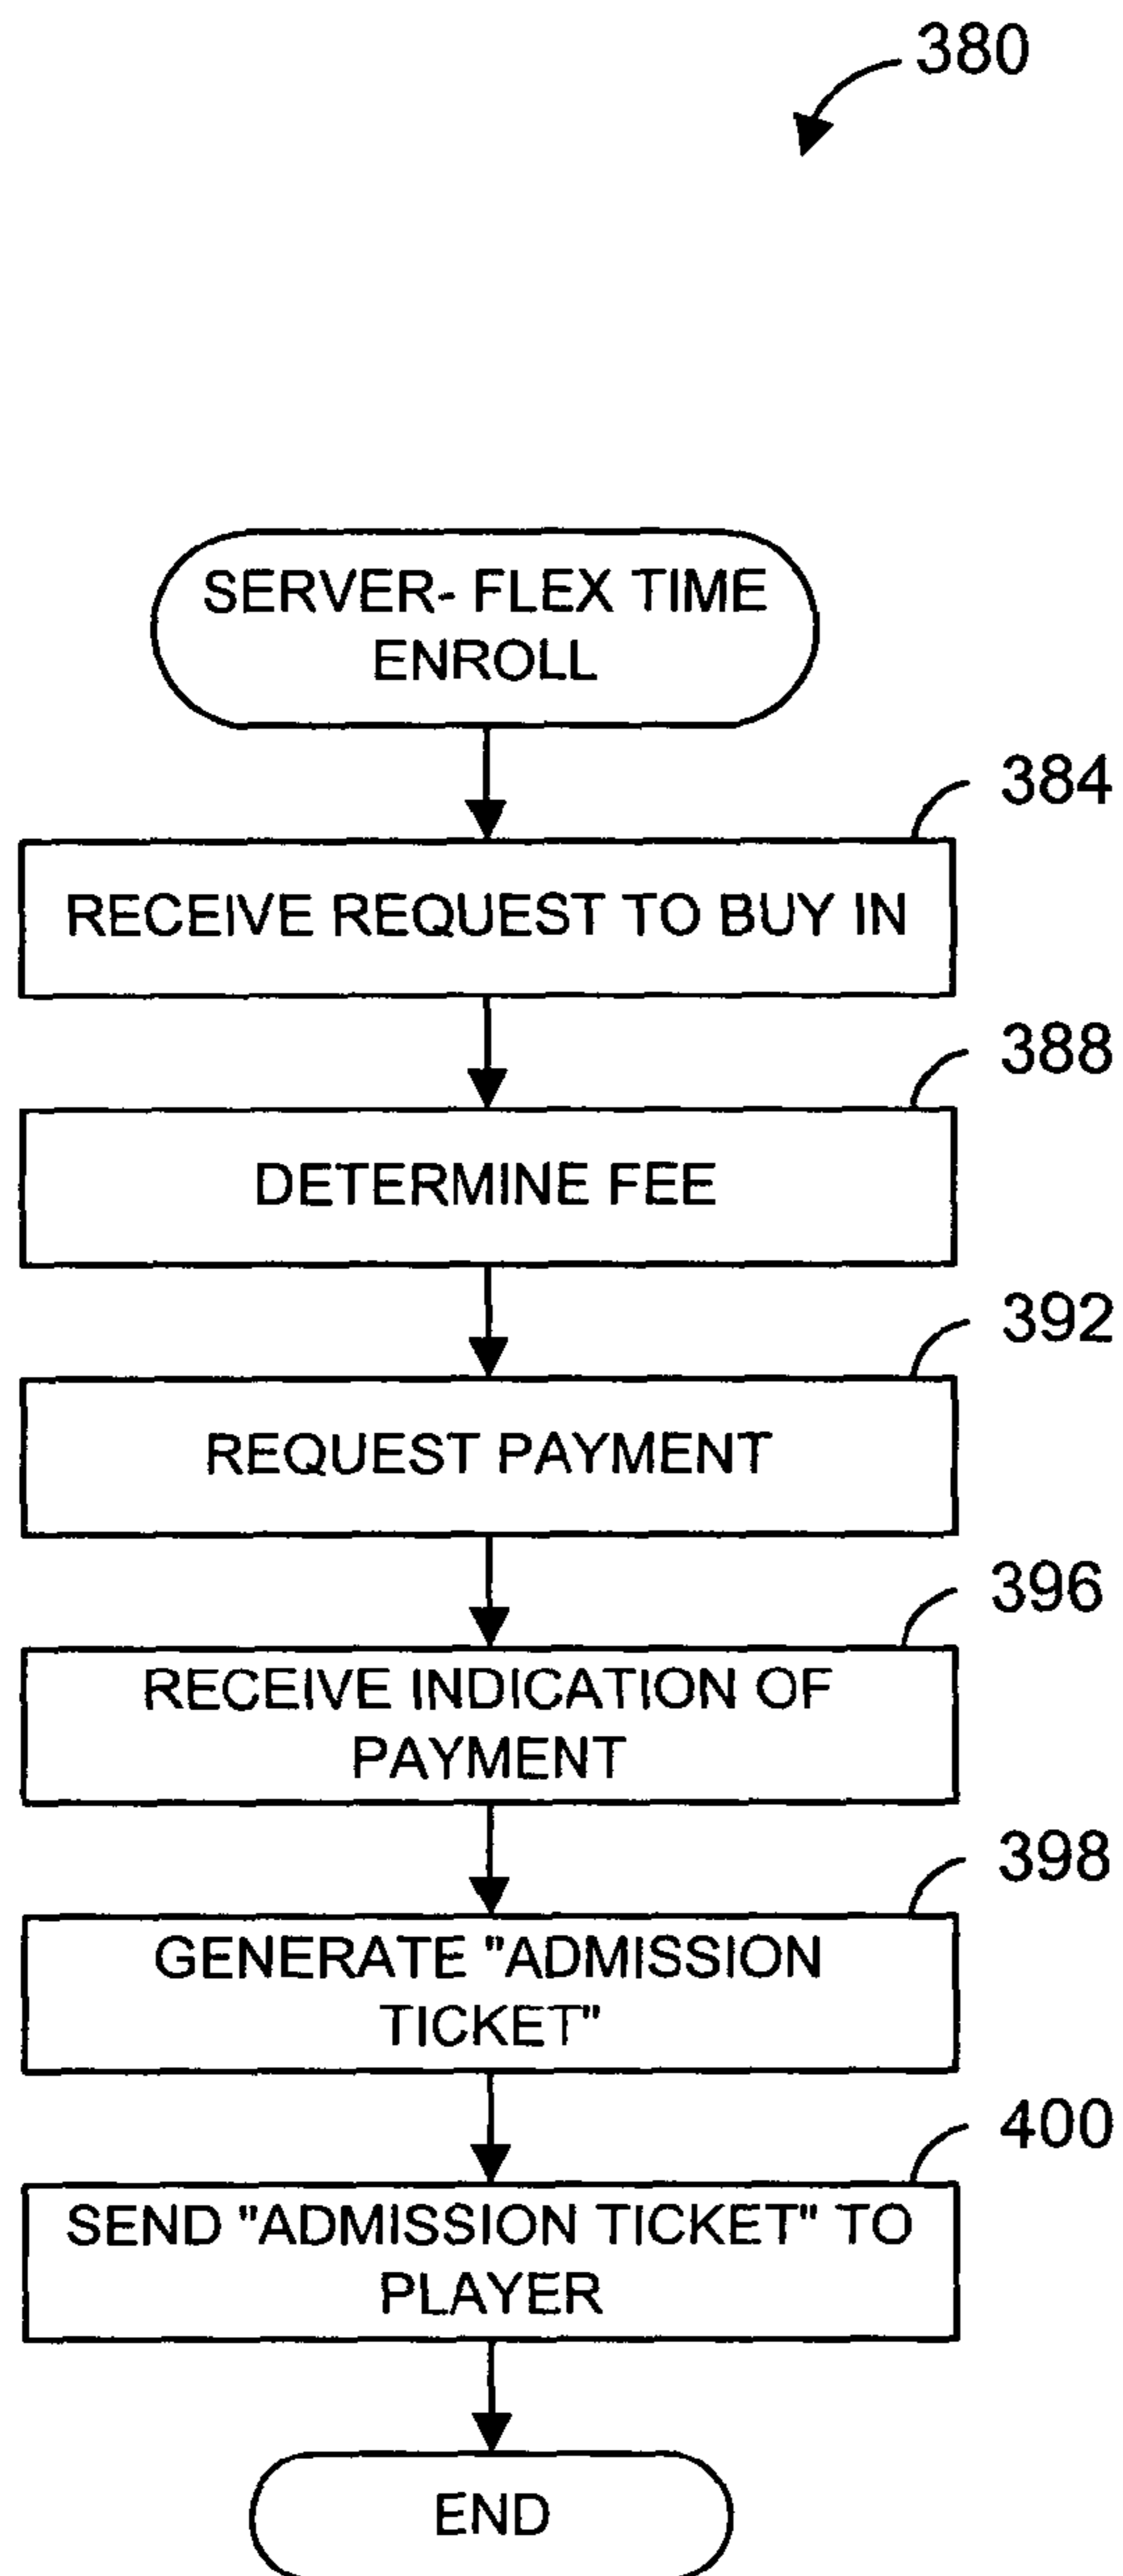 380
SERVER- FLEX TIME
ENROLL
384
RECEIVE REQUEST TO BUY IN
388
DETERMINE FEE
392
REQUEST PAYMENT
396
RECEIVE INDICATION OF
PAYMENT
398
GENERATE "ADMISSION
TICKET"
400
SEND "ADMISSION TICKET" TO
PLAYER
END